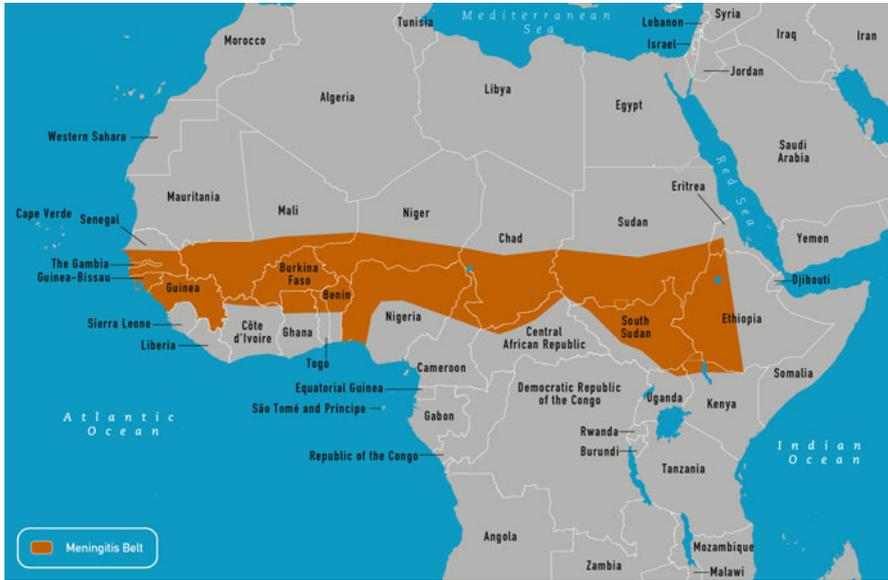 Mediterranean
Sea
Tunisia
Lebanon
Syria
Israel
Iraq
Iran
Morocco
Jordan
Algeria
Libya
Egypt
Western Sahara
Saudi
Arabia
Red Sea
Mauritania
Mali
Niger
Chad
Sudan
Eritrea
Cape Verde
Senegal
Yemen
The Gambia
Guinea-Bissau
Guinea
Burkina
Faso
Benin
Djibouti
Sierra Leone
Liberia
Côte
d'Ivoire
Ghana
Togo
Nigeria
Central
African Republic
South
Sudan
Ethiopia
Cameroon
Somalia
Equatorial Guinea
São Tomé and Príncipe
Democratic Republic
of the Congo
Uganda
Kenya
Gabon
Atlantic
Ocean
Rwanda
Burundi
Republic of the Congo
Tanzania
Indian
Ocean
Angola
Zambia
Mozambique
Malawi
Meningitis Belt